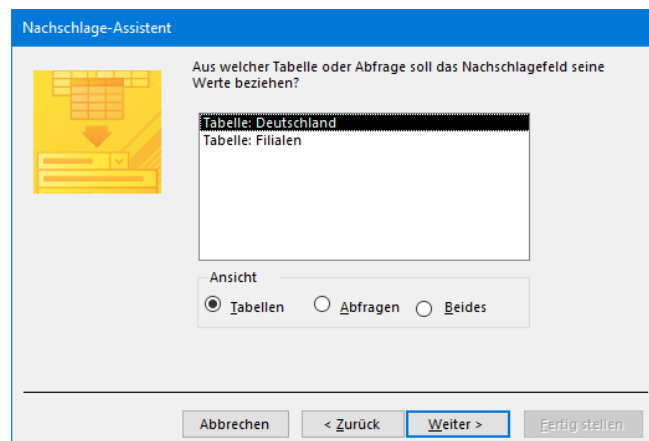 Nachschlage-Assistent
Aus welcher Tabelle oder Abfrage soll das Nachschlagefeld seine
Werte beziehen?
Tabelle: Deutschland
Tabelle: Filialen
Ansicht
Tabellen Abfragen Beides
Abbrechen < Zurück Weiter > Fertig stellen